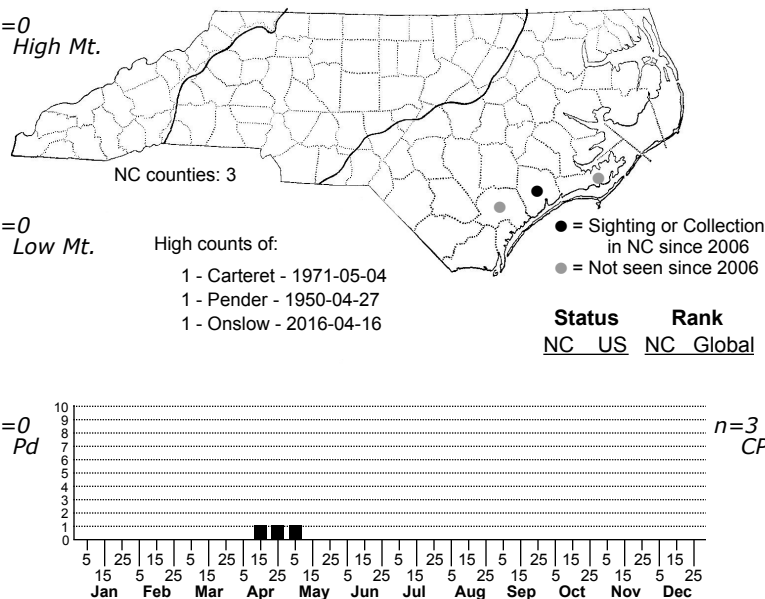 =0
High Mt.
NC counties: 3
=0
Low Mt.
High counts of:
1 - Carteret - 1971-05-04
1 - Pender - 1950-04-27
1 - Onslow - 2016-04-16
● = Sighting or Collection
in NC since 2006
● = Not seen since 2006
Status Rank
NC US NC Global
=0
Pd
n=3
CP
10
9
8
7
6
5
4
3
2
1
0
5 25 15 5 25 15 5 25 15 5 25 15 5 25 15 5 25 15
15 5 25 15 5 25 15 5 25 15 5 25 15 5 25 15 5 25
Jan Feb Mar Apr May Jun Jul Aug Sep Oct Nov Dec